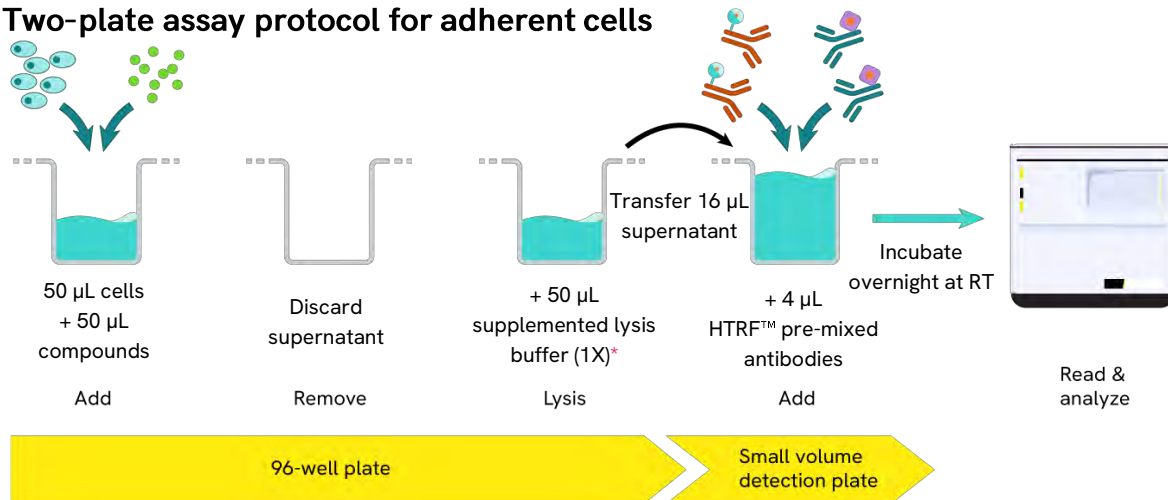 Two-plate assay protocol for adherent cells
50 µL cells
+ 50 µL
compounds
Add
Discard
supernatant
Remove
+ 50 µL
supplemented lysis
buffer (1X)*
Lysis
Transfer 16 µL
supernatant
+ 4 µL
HTRF™ pre-mixed
antibodies
Add
Incubate
overnight at RT
Read &
analyze
96-well plate
Small volume
detection plate